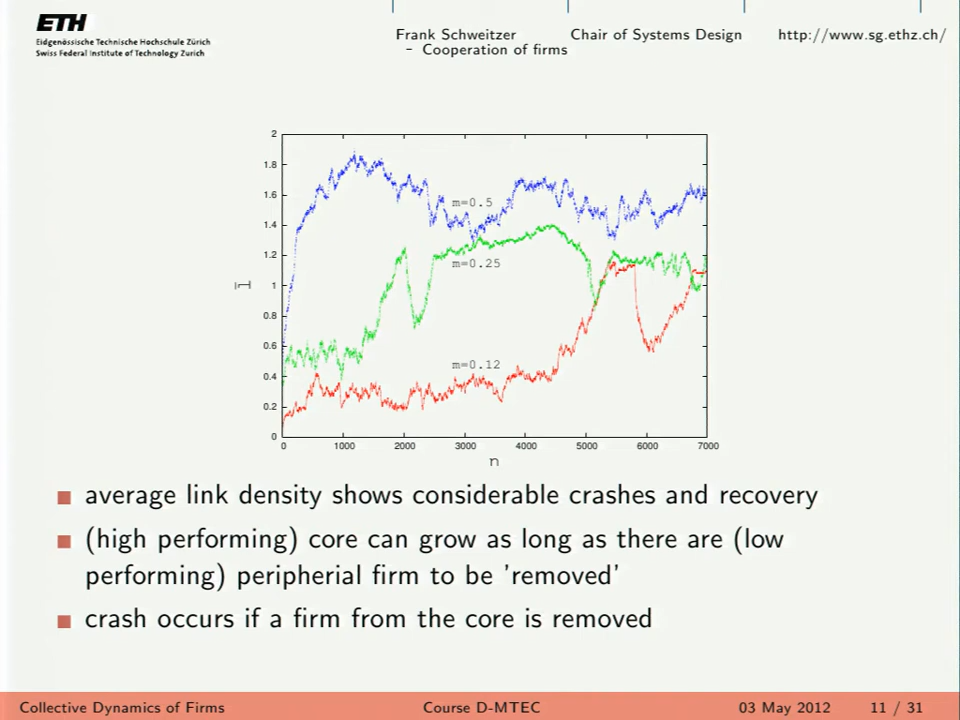 ETH
Eidgenössische Technische Hochschule Zürich
Swiss Federal Institute of Technology Zurich
Frank Schweitzer
– Cooperation of firms
Chair of Systems Design
http://www.sg.ethz.ch/
2
1.8
1.6
1.4
1.2
1
0.8
0.6
0.4
0.2
0
m=0.5
m=0.25
m=0.12
l
0 1000 2000 3000 4000 5000 6000 7000
n
average link density shows considerable crashes and recovery
(high performing) core can grow as long as there are (low
performing) peripherial firm to be 'removed'
crash occurs if a firm from the core is removed
Collective Dynamics of Firms
Course D-MTEC
03 May 2012
11 / 31